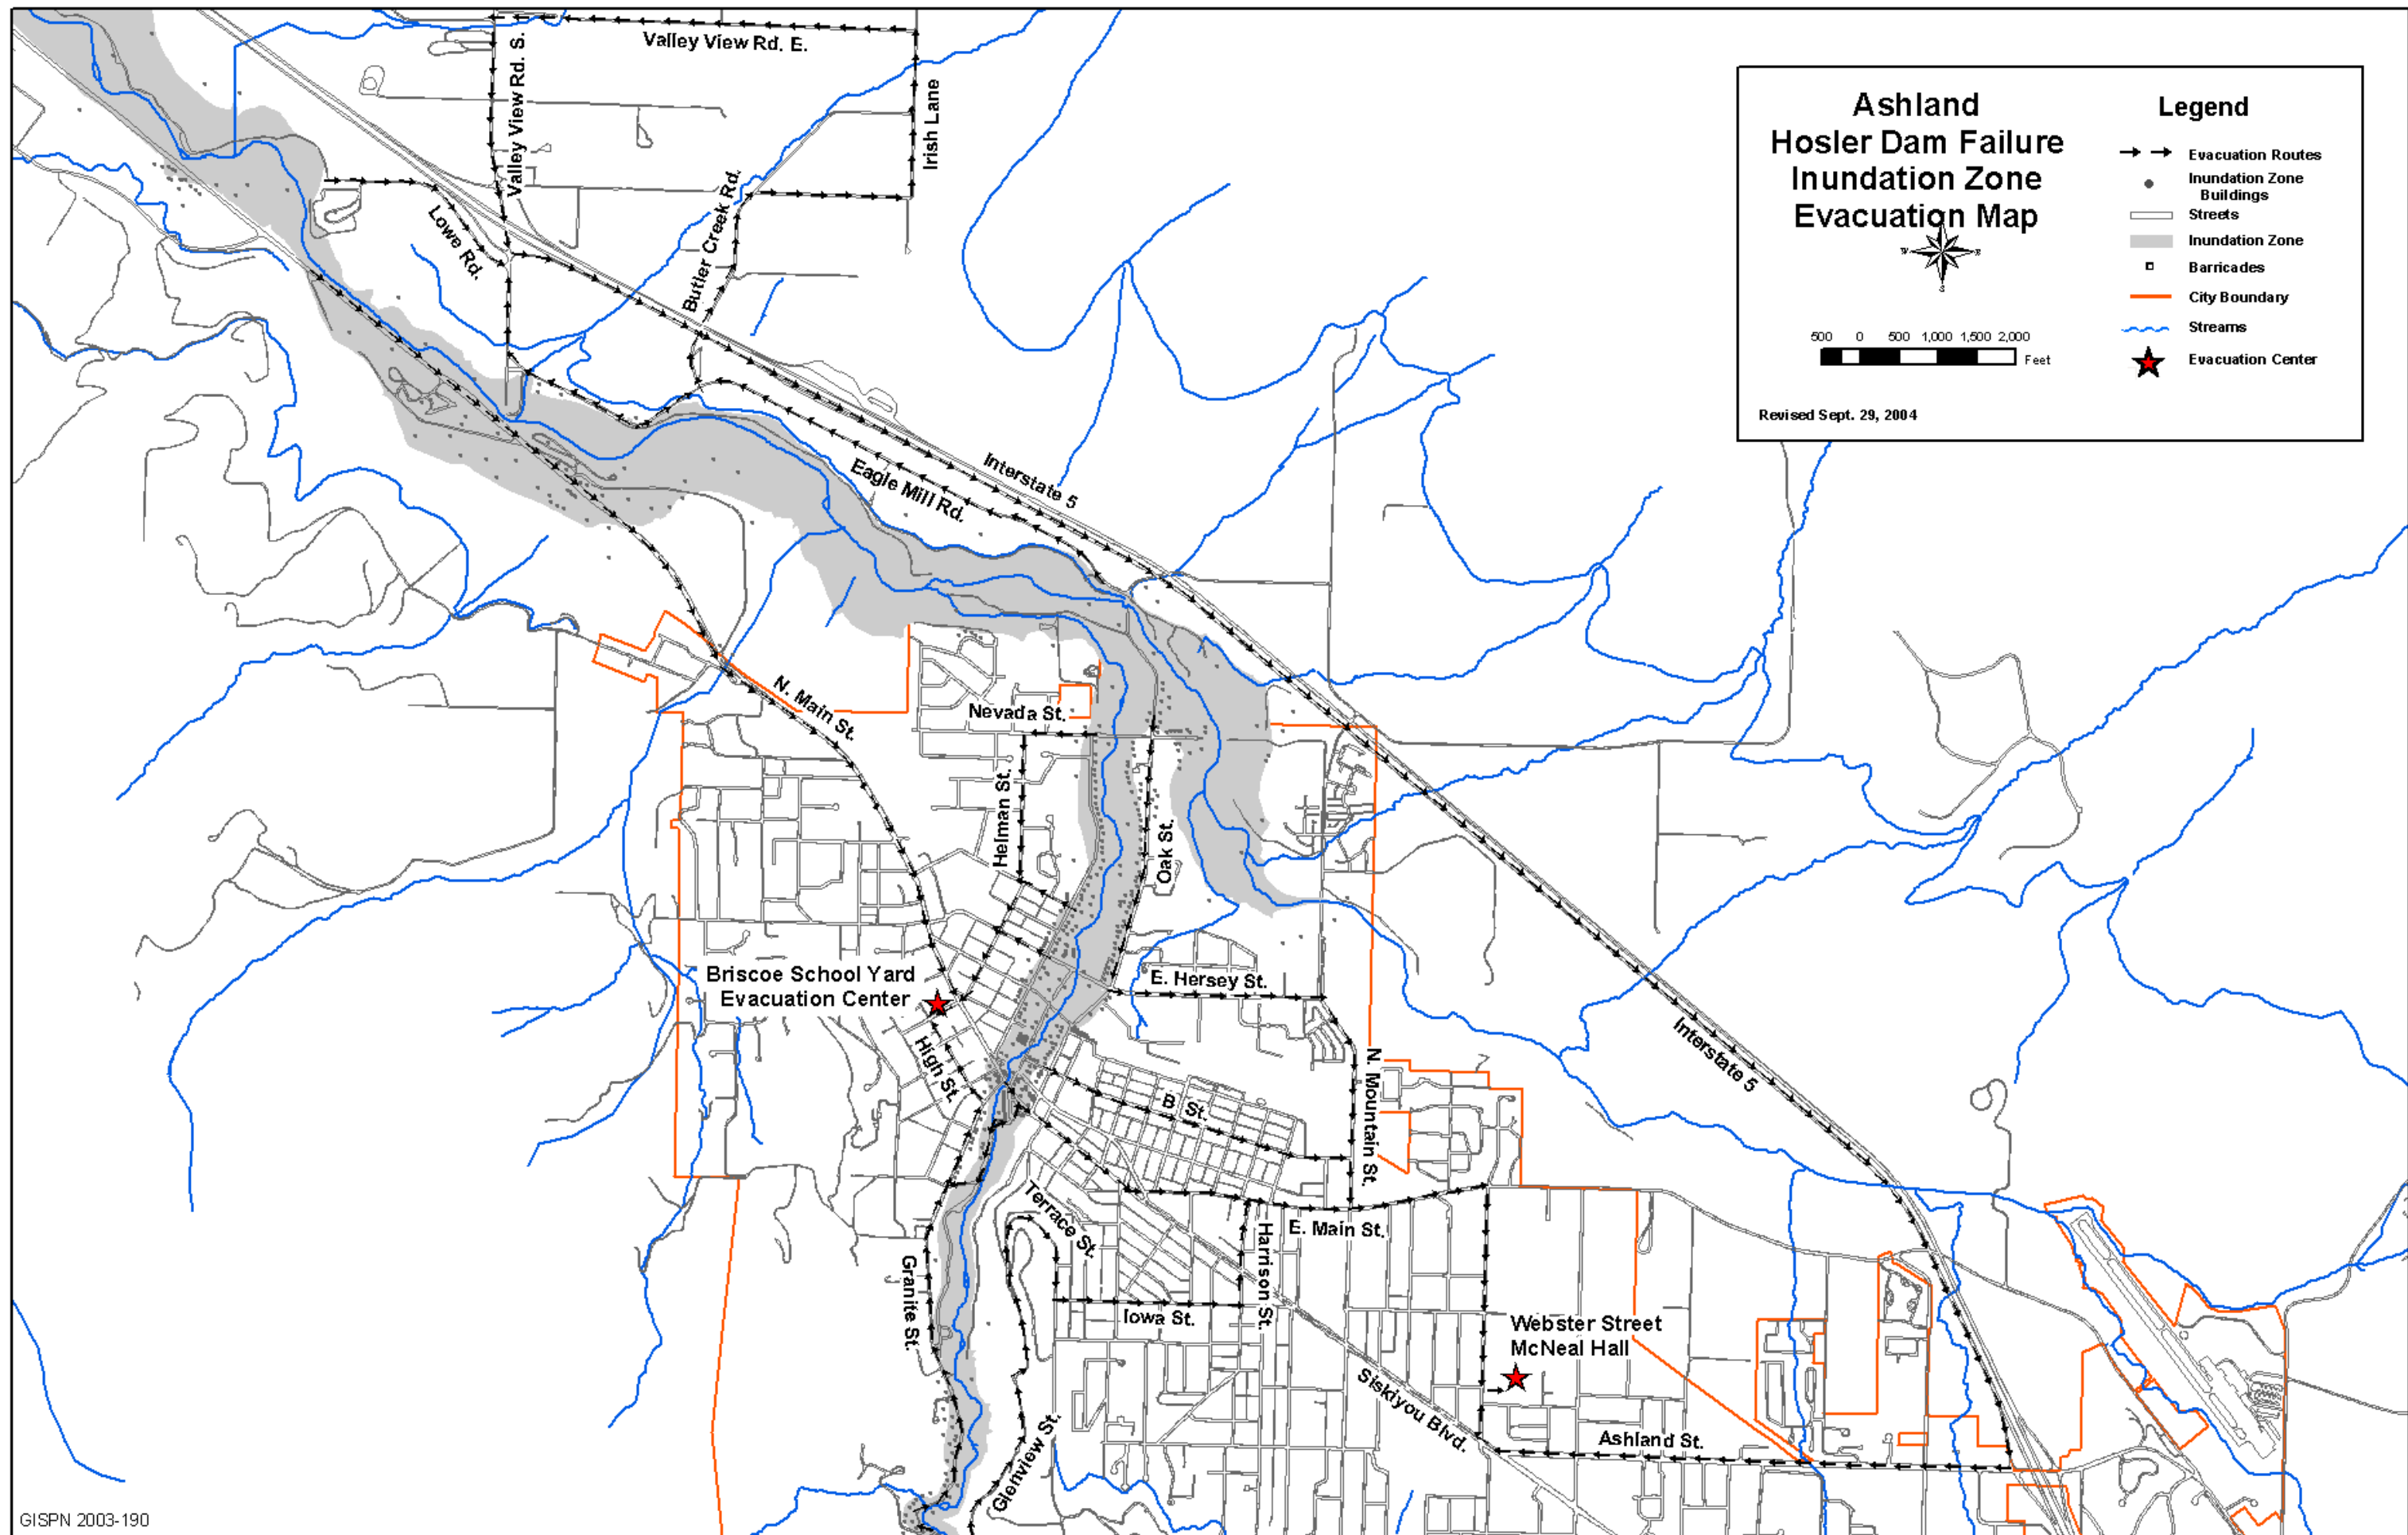 Valley View Rd. E.
Valley View Rd. S.
Irish Lane
Ashland
Hosler Dam Failure
Inundation Zone
Evacuation Map
N
W
E
S
500 0 500 1,000 1,500 2,000
Feet
Revised Sept. 29, 2004
Legend
Evacuation Routes
Inundation Zone
Buildings
Streets
Inundation Zone
Barricades
City Boundary
Streams
Evacuation Center
Lowe Rd.
Butler Creek Rd.
Interstate 5
Eagle Mill Rd.
N. Main St.
Nevada St.
Helman St.
Oak St.
Briscoe School Yard
Evacuation Center
E. Hersey St.
High St.
B St.
N. Mountain St.
Interstate 5
Terrace St.
E. Main St.
Harrison St.
Granite St.
Iowa St.
Webster Street
McNeal Hall
Siskiyou Blvd.
Ashland St.
Glenview St.
GISPN 2003-190